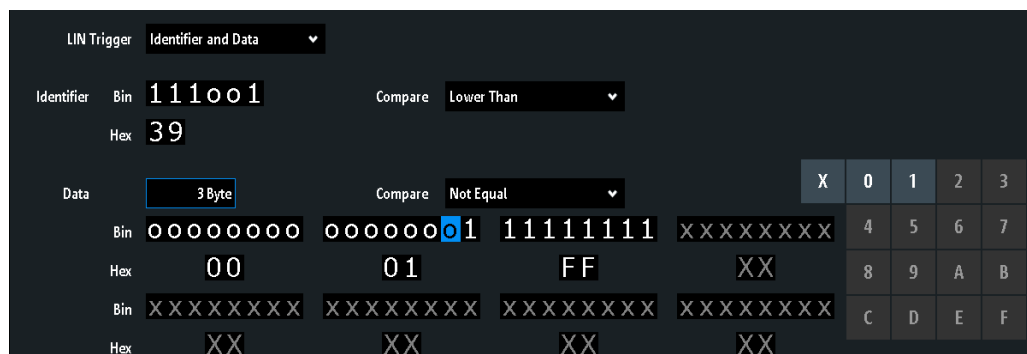 LIN Trigger Identifier and Data
Identifier Bin 111001 Compare Lower Than
Hex 39
Data 3 Byte Compare Not Equal
X 0 1 2 3
Bin 00000000 00000001 11111111 XXXXXXXX
4 5 6 7
Hex 00 01 FF XX
8 9 A B
Bin XXXXXXXX XXXXXXXX XXXXXXXX XXXXXXXX
C D E F
Hex XX XX XX XX